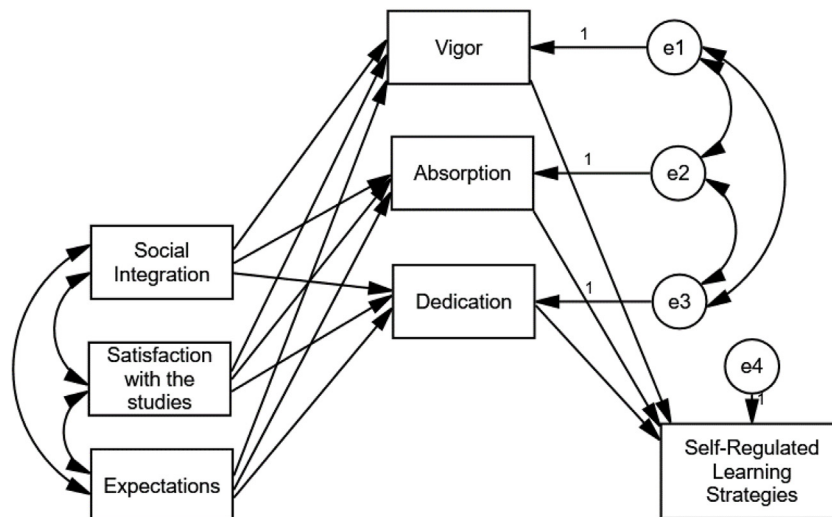 Vigor
1
e1
Absorption
1
e2
Social
Integration
Dedication
1
e3
Satisfaction
with the
studies
e4
1
Expectations
Self-Regulated
Learning
Strategies